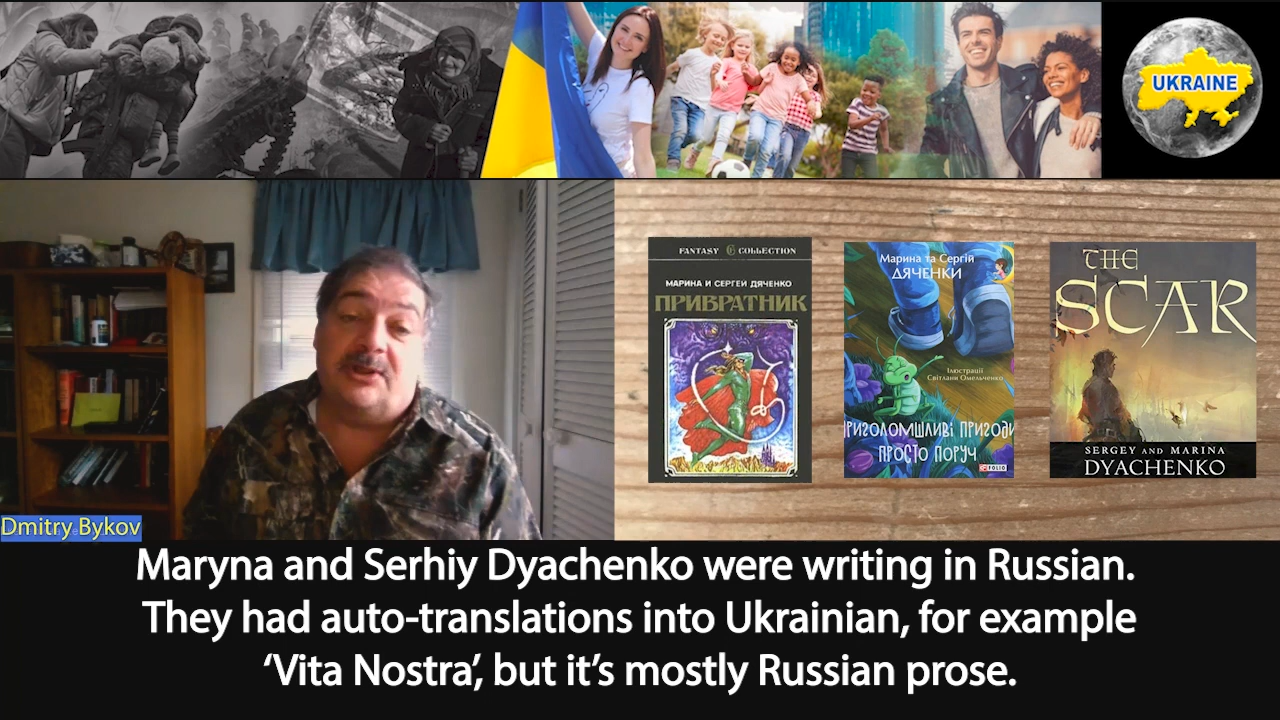 UKRAINE
FANTASY COLLECTION
МАРИНА И СЕРГЕЙ ДЯЧЕНКО
ПРИВРАТНИК
Марина та Сергій
ДЯЧЕНКИ
Ілюстрації
Світлани Омельченко
ПРИГОЛОМШЛИВІ ПРИГОДИ
ПРОСТО ПОРУЧ
FOLIO
THE
SCAR
SERGEY AND MARINA
DYACHENKO
Dmitry Bykov
Maryna and Serhiy Dyachenko were writing in Russian.
They had auto-translations into Ukrainian, for example
‘Vita Nostra’, but it’s mostly Russian prose.